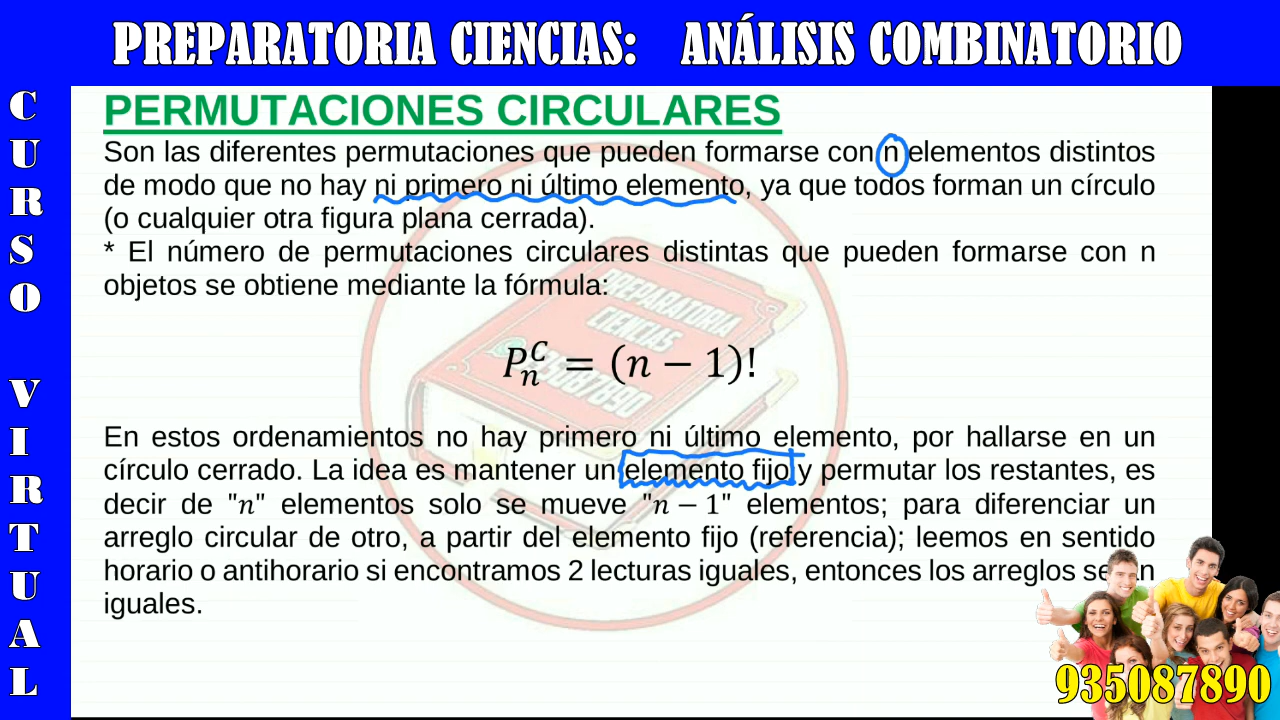 PREPARATORIA CIENCIAS: ANÁLISIS COMBINATORIO
CURSO VIRTUAL
PERMUTACIONES CIRCULARES
Son las diferentes permutaciones que pueden formarse con n elementos distintos
de modo que no hay ni primero ni último elemento, ya que todos forman un círculo
(o cualquier otra figura plana cerrada).
* El número de permutaciones circulares distintas que pueden formarse con n
objetos se obtiene mediante la fórmula:
PREPARATORIA
CIENCIAS
P_n^C = (n − 1)!
En estos ordenamientos no hay primero ni último elemento, por hallarse en un
círculo cerrado. La idea es mantener un elemento fijo y permutar los restantes, es
decir de "n" elementos solo se mueve "n − 1" elementos; para diferenciar un
arreglo circular de otro, a partir del elemento fijo (referencia); leemos en sentido
horario o antihorario si encontramos 2 lecturas iguales, entonces los arreglos
iguales.
935087890